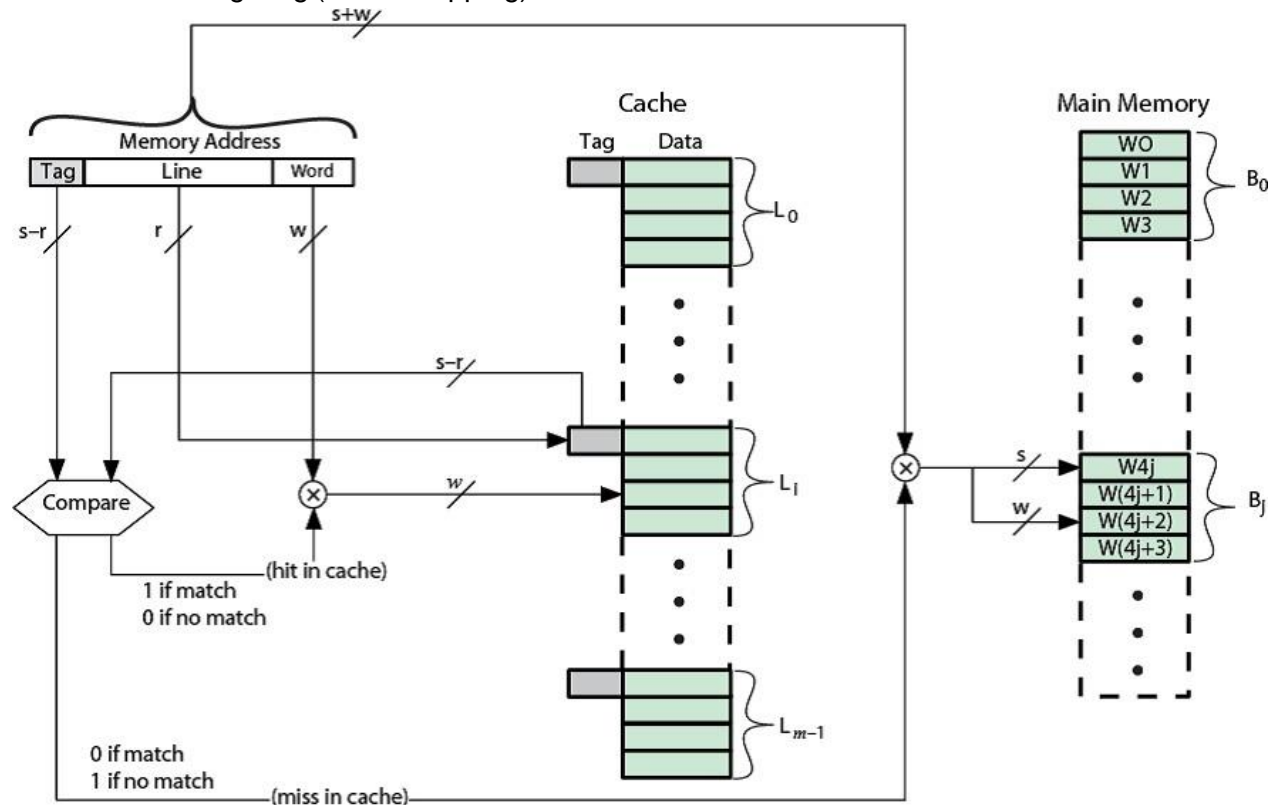 s+w
Cache
Main Memory
Memory Address
Tag Data
Tag Line Word
W0
W1
W2
W3
B0
L0
s–r
r
w
s–r
Compare
w
Li
s
w
W4j
W(4j+1)
W(4j+2)
W(4j+3)
Bj
(hit in cache)
1 if match
0 if no match
Lm–1
0 if match
1 if no match
(miss in cache)